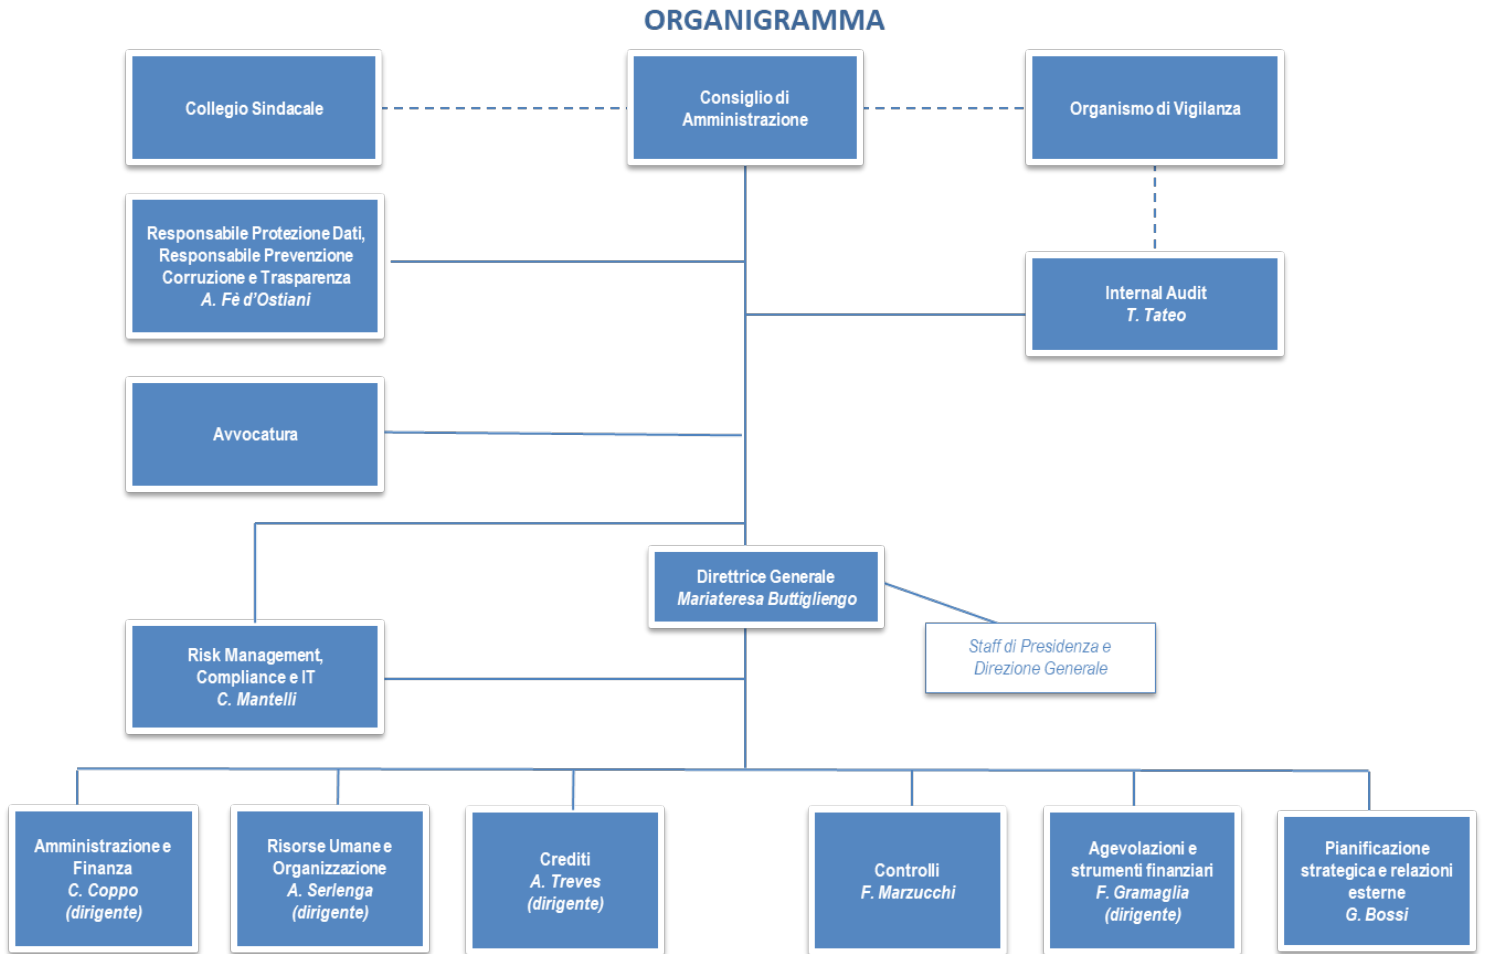 ORGANIGRAMMA
Collegio Sindacale
Consiglio di
Amministrazione
Organismo di Vigilanza
Responsabile Protezione Dati,
Responsabile Prevenzione
Corruzione e Trasparenza
A. Fè d'Ostiani
Internal Audit
T. Tateo
Avvocatura
Direttrice Generale
Mariateresa Buttigliengo
Staff di Presidenza e
Direzione Generale
Risk Management,
Compliance e IT
C. Mantelli
Amministrazione e
Finanza
C. Coppo
(dirigente)
Risorse Umane e
Organizzazione
A. Serlenga
(dirigente)
Crediti
A. Treves
(dirigente)
Controlli
F. Marzucchi
Agevolazioni e
strumenti finanziari
F. Gramaglia
(dirigente)
Pianificazione
strategica e relazioni
esterne
G. Bossi